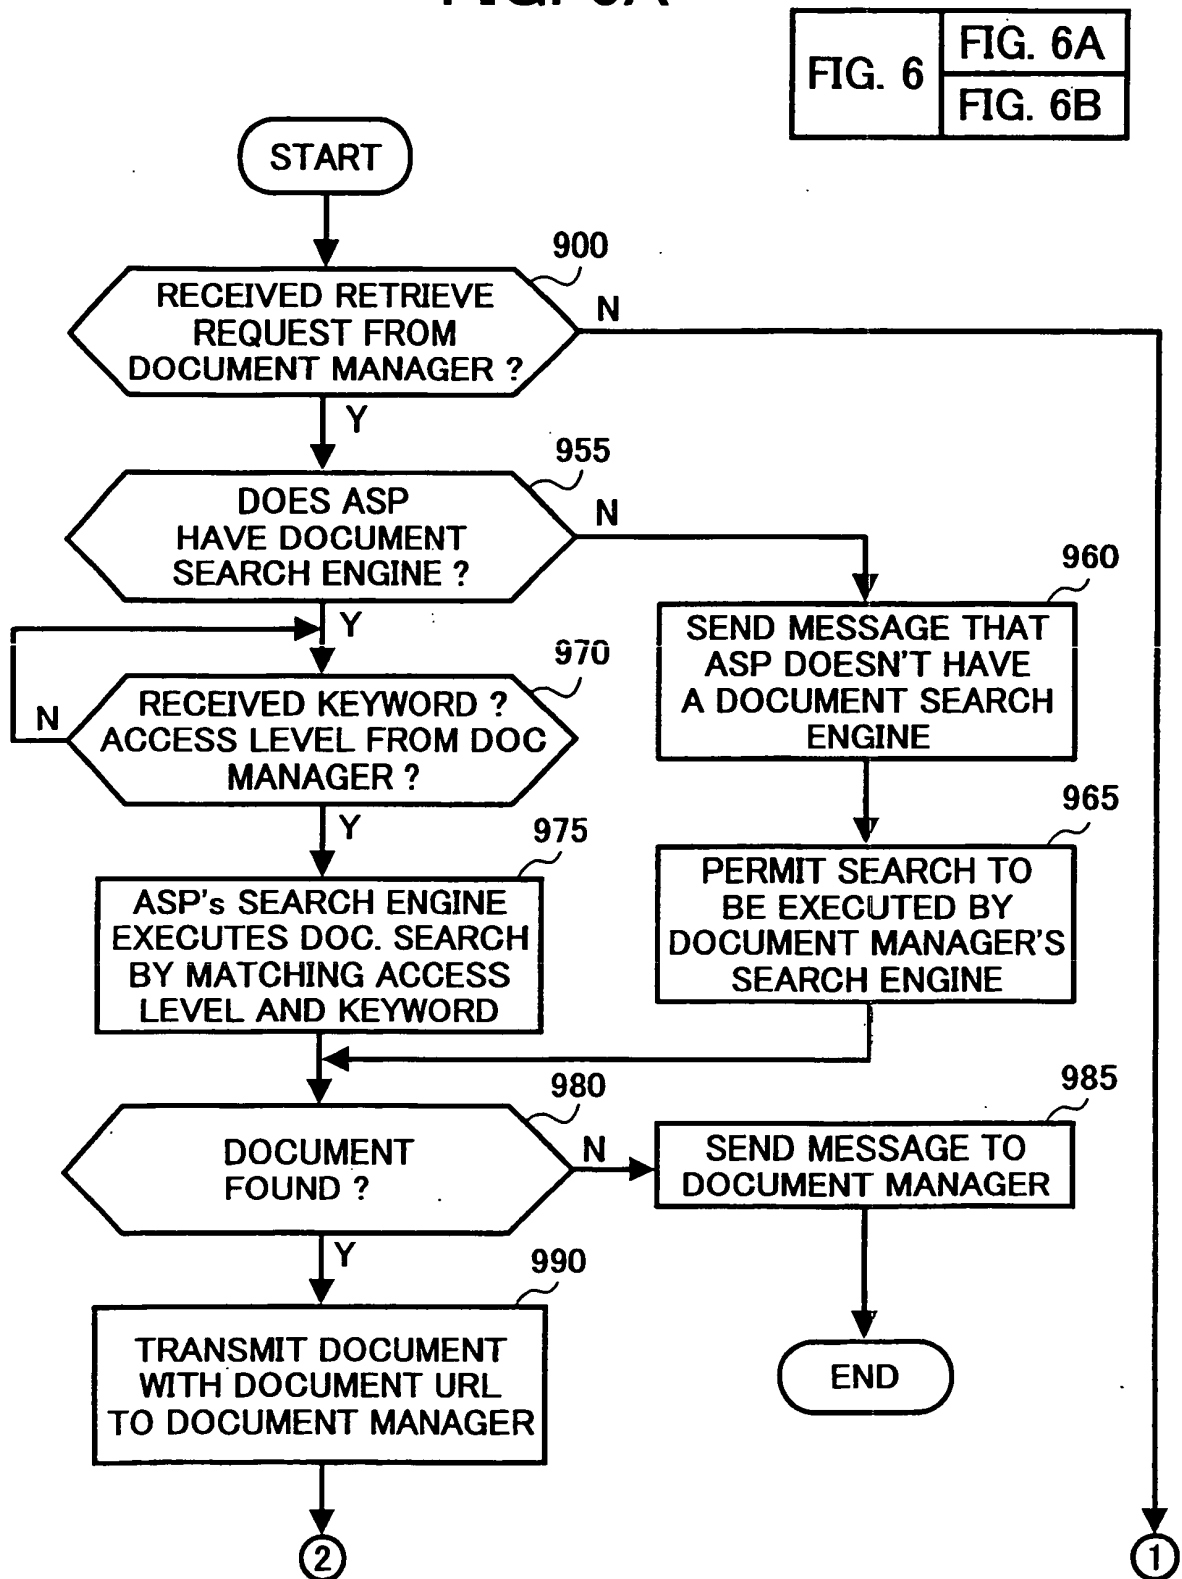 FIG. 6A
FIG. 6
FIG. 6A
FIG. 6B
START
900
RECEIVED RETRIEVE
REQUEST FROM
DOCUMENT MANAGER ?
N
Y
955
DOES ASP
HAVE DOCUMENT
SEARCH ENGINE ?
N
Y
960
SEND MESSAGE THAT
ASP DOESN'T HAVE
A DOCUMENT SEARCH
ENGINE
970
RECEIVED KEYWORD ?
ACCESS LEVEL FROM DOC
MANAGER ?
N
Y
965
PERMIT SEARCH TO
BE EXECUTED BY
DOCUMENT MANAGER'S
SEARCH ENGINE
975
ASP's SEARCH ENGINE
EXECUTES DOC. SEARCH
BY MATCHING ACCESS
LEVEL AND KEYWORD
980
DOCUMENT
FOUND ?
N
Y
985
SEND MESSAGE TO
DOCUMENT MANAGER
END
990
TRANSMIT DOCUMENT
WITH DOCUMENT URL
TO DOCUMENT MANAGER
2
1